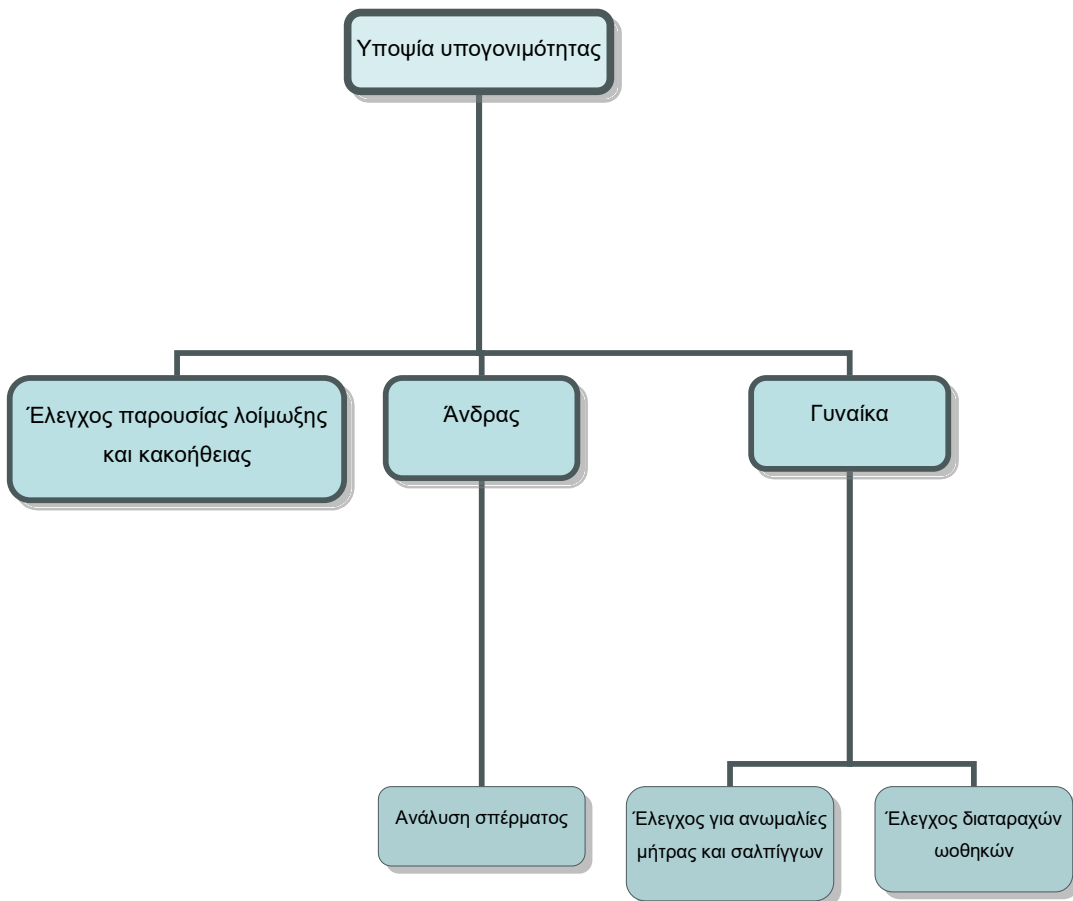 Υποψία υπογονιμότητας
Έλεγχος παρουσίας λοίμωξης
και κακοήθειας
Άνδρας
Γυναίκα
Ανάλυση σπέρματος
Έλεγχος για ανωμαλίες
μήτρας και σαλπίγγων
Έλεγχος διαταραχών
ωοθηκών